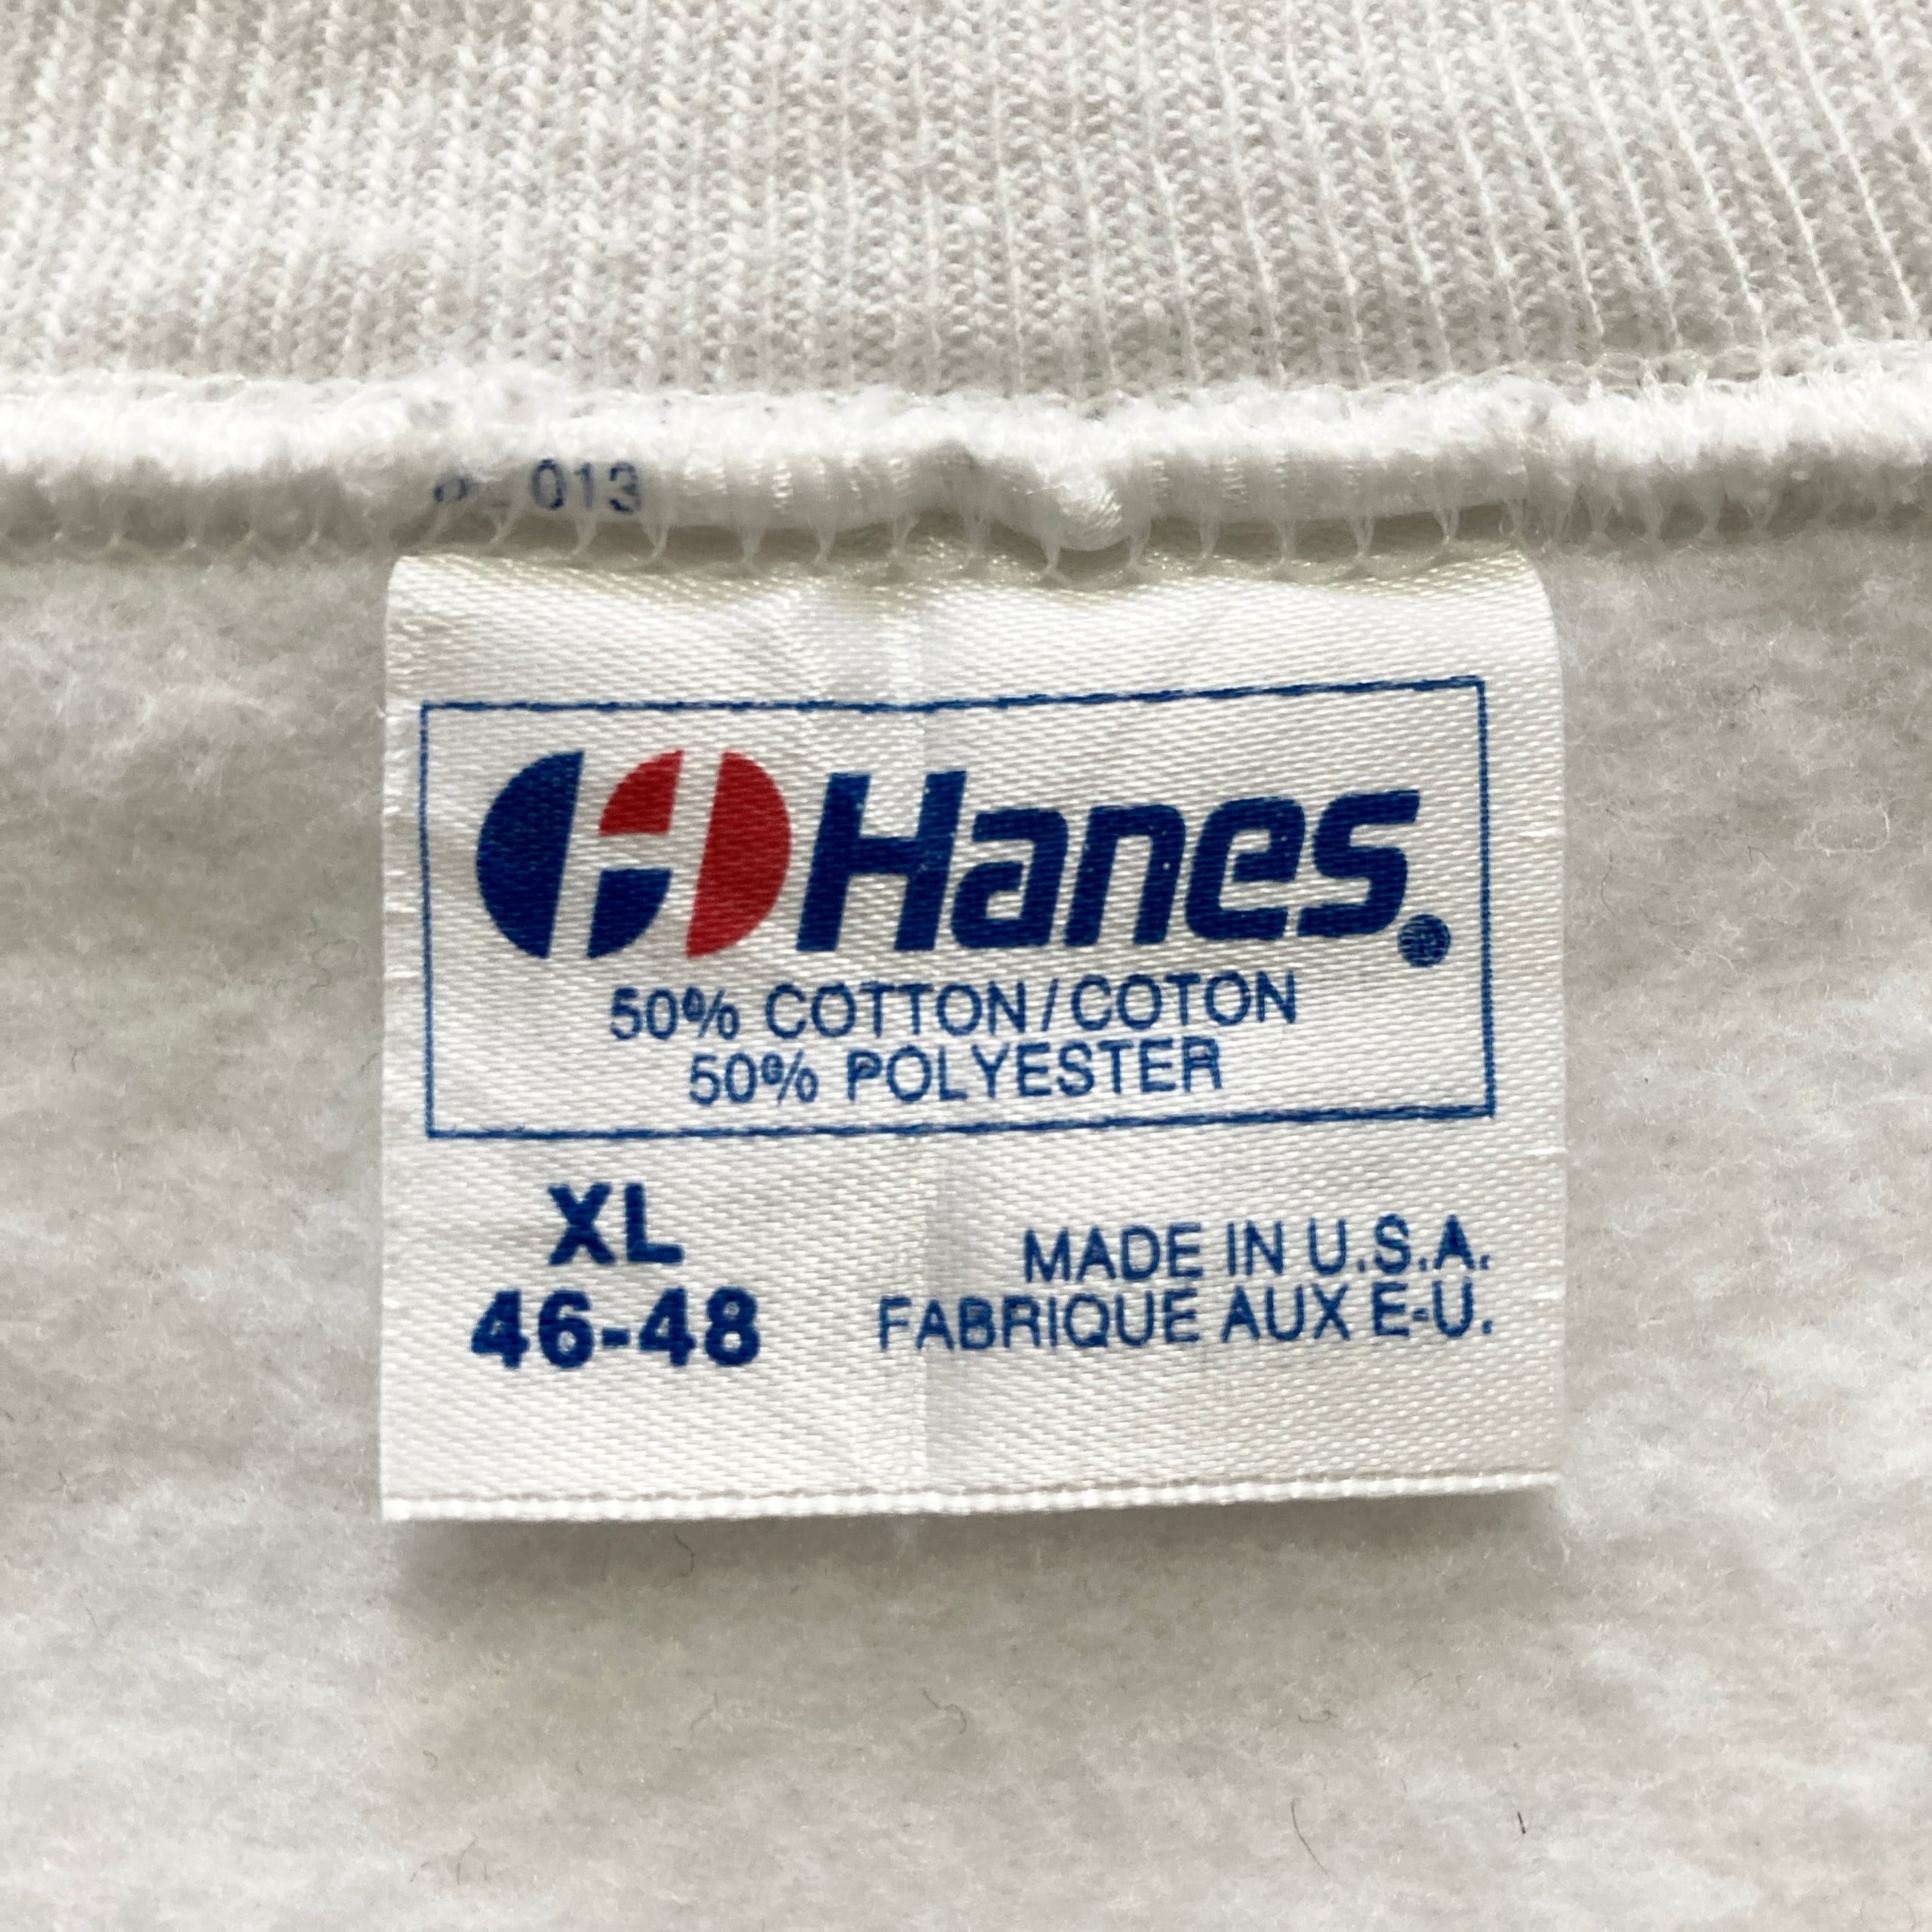 013
Hanes®
50% COTTON/COTON
50% POLYESTER
XL
46-48
MADE IN U.S.A.
FABRIQUE AUX E-U.